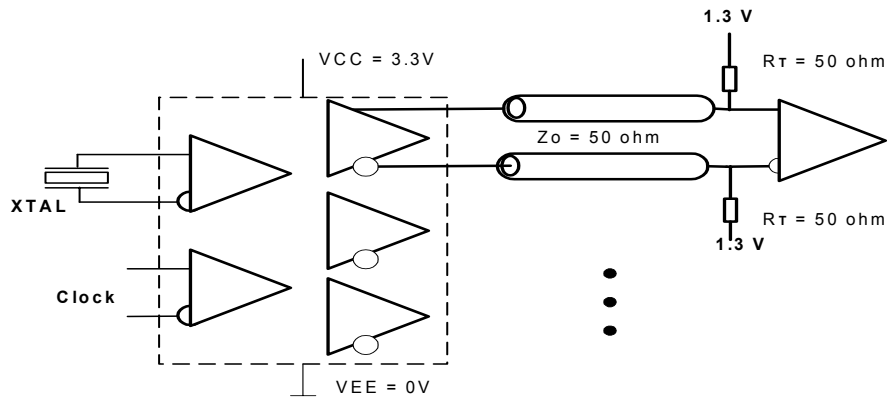 1.3 V
VCC = 3.3V
RT = 50 ohm
Zo = 50 ohm
XTAL
RT = 50 ohm
1.3 V
Clock
VEE = 0V